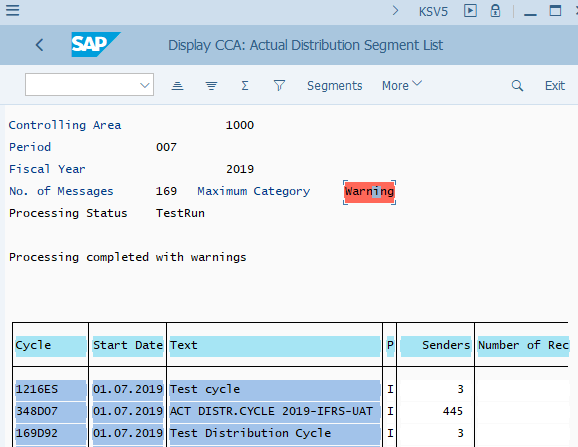 KSV5
SAP Display CCA: Actual Distribution Segment List
Segments More Exit
Controlling Area 1000
Period 007
Fiscal Year 2019
No. of Messages 169 Maximum Category Warning
Processing Status TestRun
Processing completed with warnings
Cycle Start Date Text P Senders Number of Rec
1216ES 01.07.2019 Test cycle I 3
348D07 01.07.2019 ACT DISTR.CYCLE 2019-IFRS-UAT I 445
169D92 01.07.2019 Test Distribution Cycle I 3